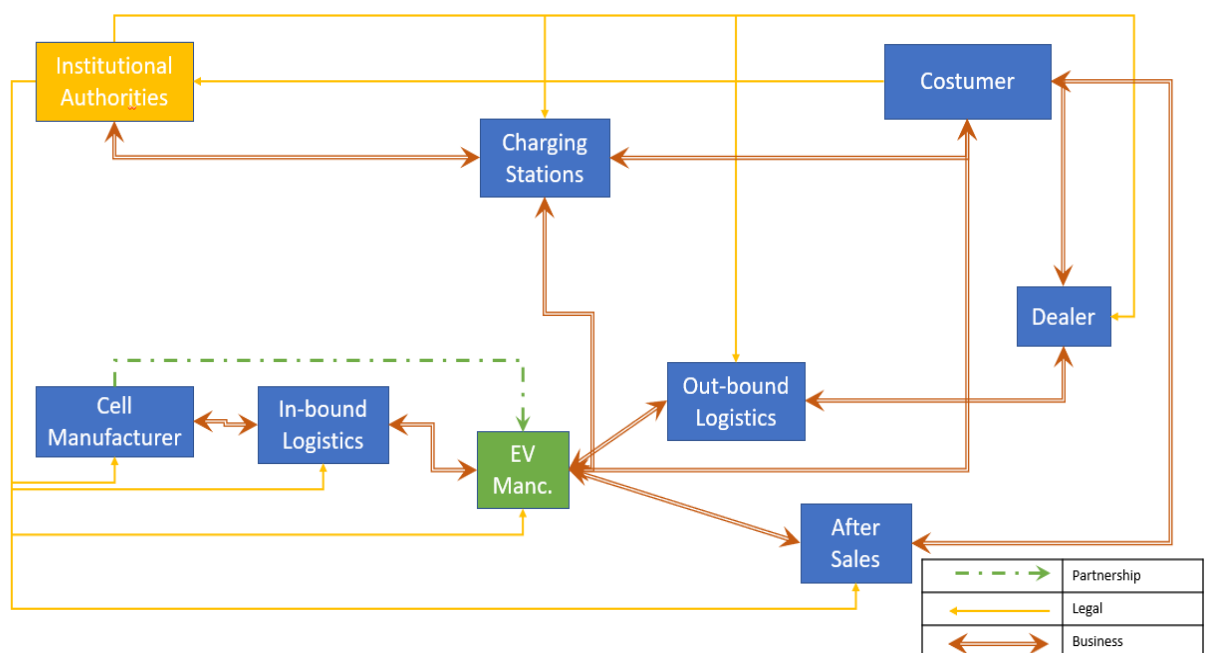 Institutional
Authorities
Costumer
Charging
Stations
Dealer
Cell
Manufacturer
In-bound
Logistics
Out-bound
Logistics
EV
Manc.
After
Sales
Partnership
Legal
Business